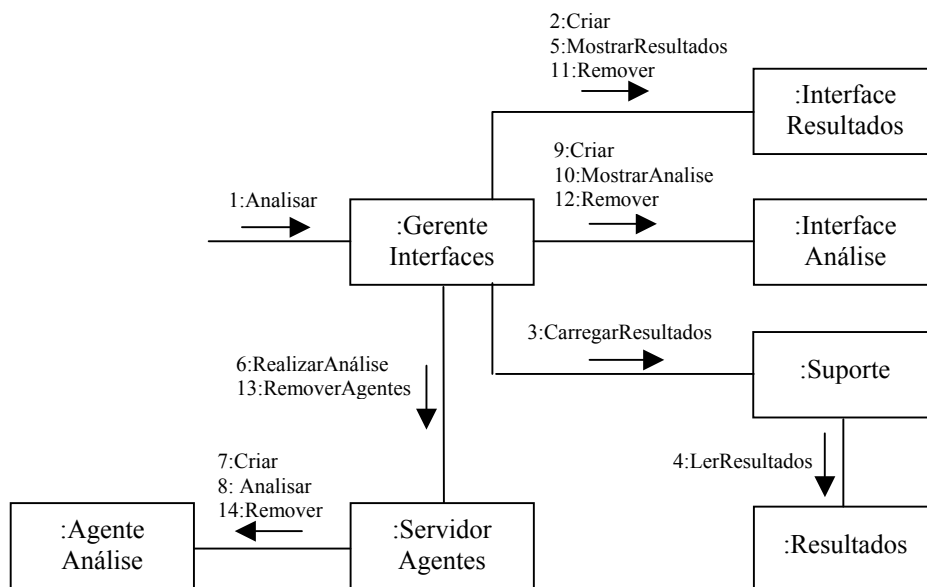 2:Criar
5:MostrarResultados
11:Remover
:Interface
Resultados
9:Criar
10:MostrarAnalise
12:Remover
1:Analisar
:Gerente
Interfaces
:Interface
Análise
3:CarregarResultados
6:RealizarAnálise
13:RemoverAgentes
:Suporte
7:Criar
8: Analisar
14:Remover
4:LerResultados
:Agente
Análise
:Servidor
Agentes
:Resultados